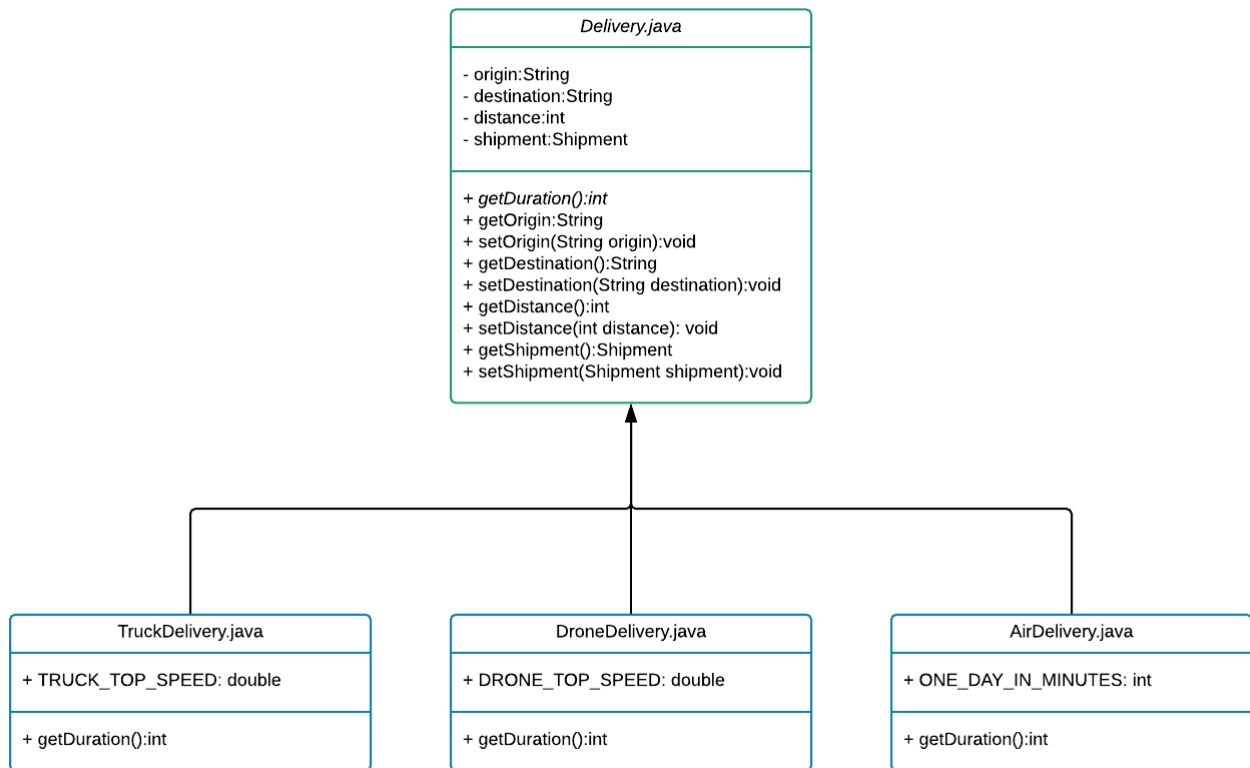 Delivery.java
- origin:String
- destination:String
- distance:int
- shipment:Shipment
+ getDuration():int
+ getOrigin:String
+ setOrigin(String origin):void
+ getDestination():String
+ setDestination(String destination):void
+ getDistance():int
+ setDistance(int distance): void
+ getShipment():Shipment
+ setShipment(Shipment shipment):void
TruckDelivery.java
+ TRUCK_TOP_SPEED: double
+ getDuration():int
DroneDelivery.java
+ DRONE_TOP_SPEED: double
+ getDuration():int
AirDelivery.java
+ ONE_DAY_IN_MINUTES: int
+ getDuration():int